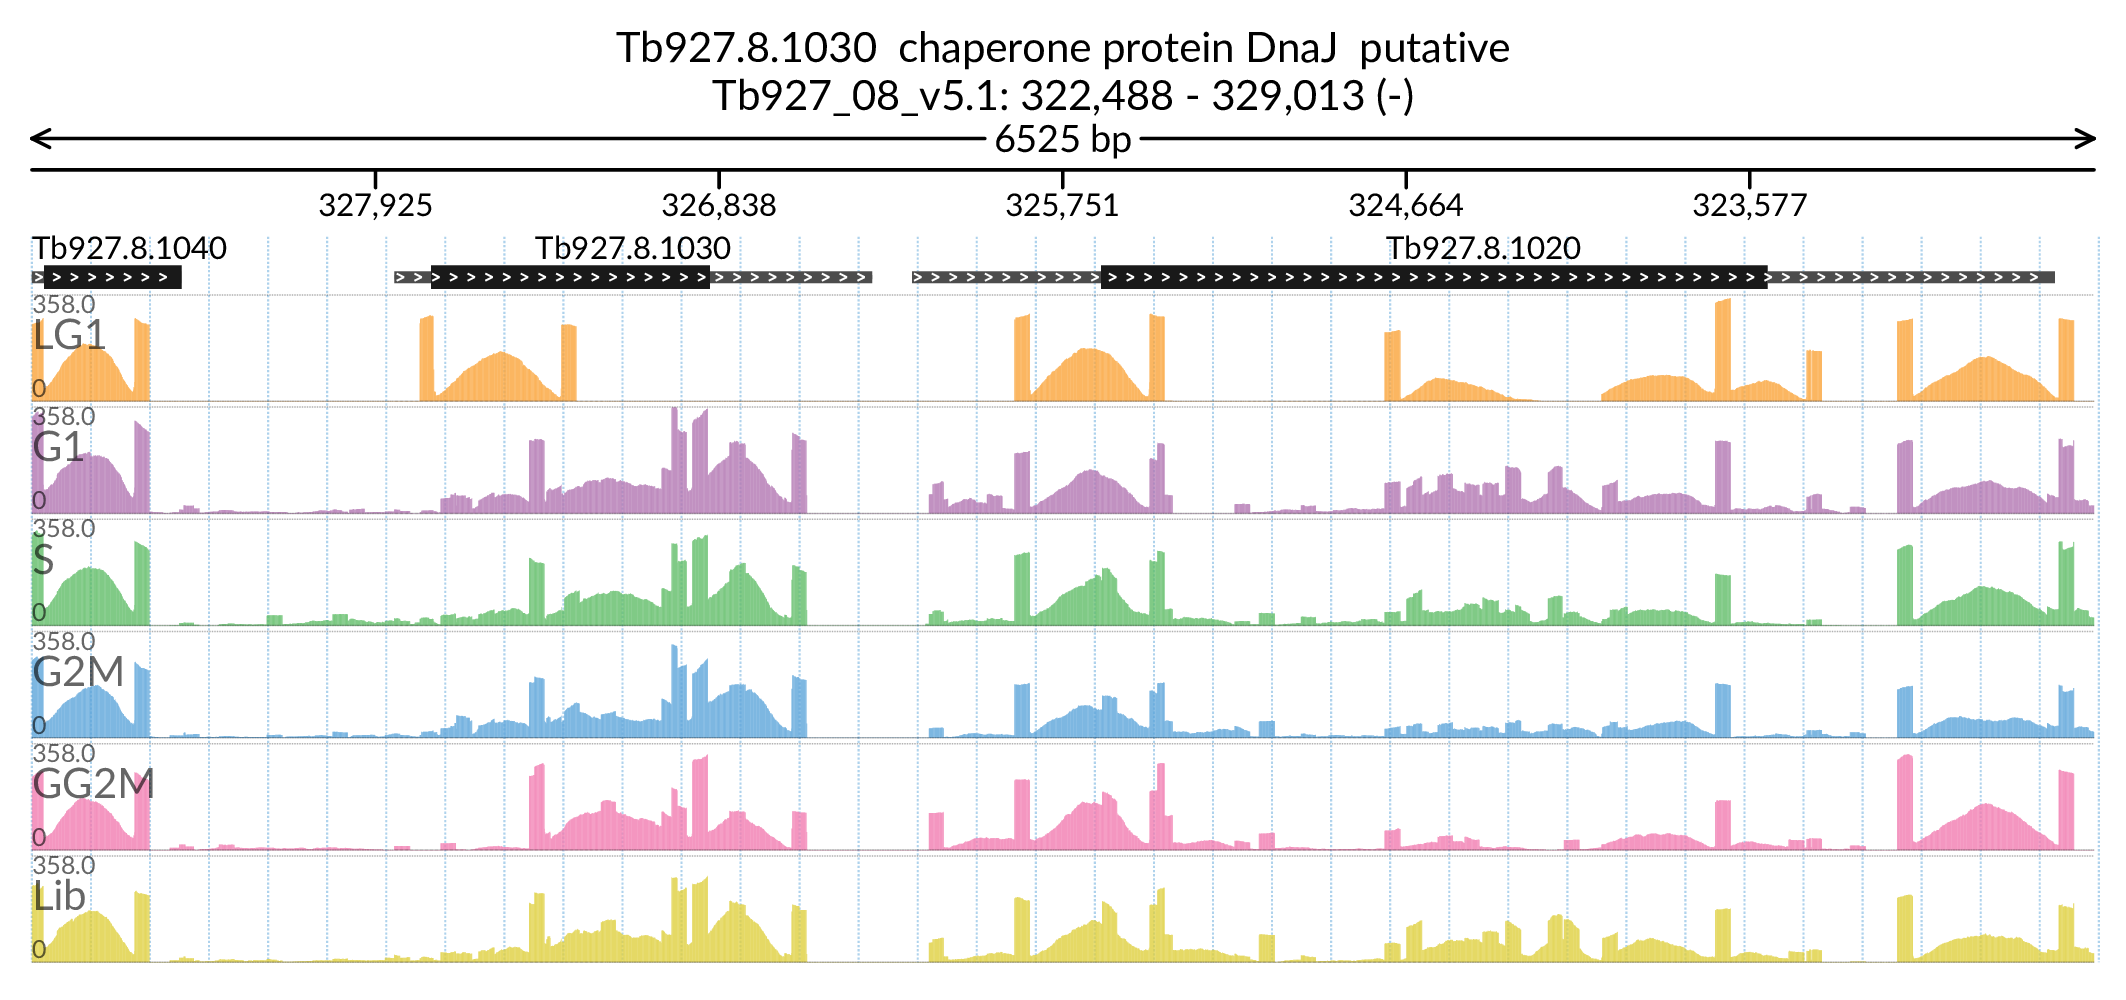 Tb927.8.1030  chaperone protein DnaJ  putative
Tb927_08_v5.1: 322,488 - 329,013 (-)
6525 bp
327,925 326,838 325,751 324,664 323,577
Tb927.8.1040 Tb927.8.1030 Tb927.8.1020
358.0
LG1
0
358.0
G1
0
358.0
S
0
358.0
G2M
0
358.0
GG2M
0
358.0
Lib
0